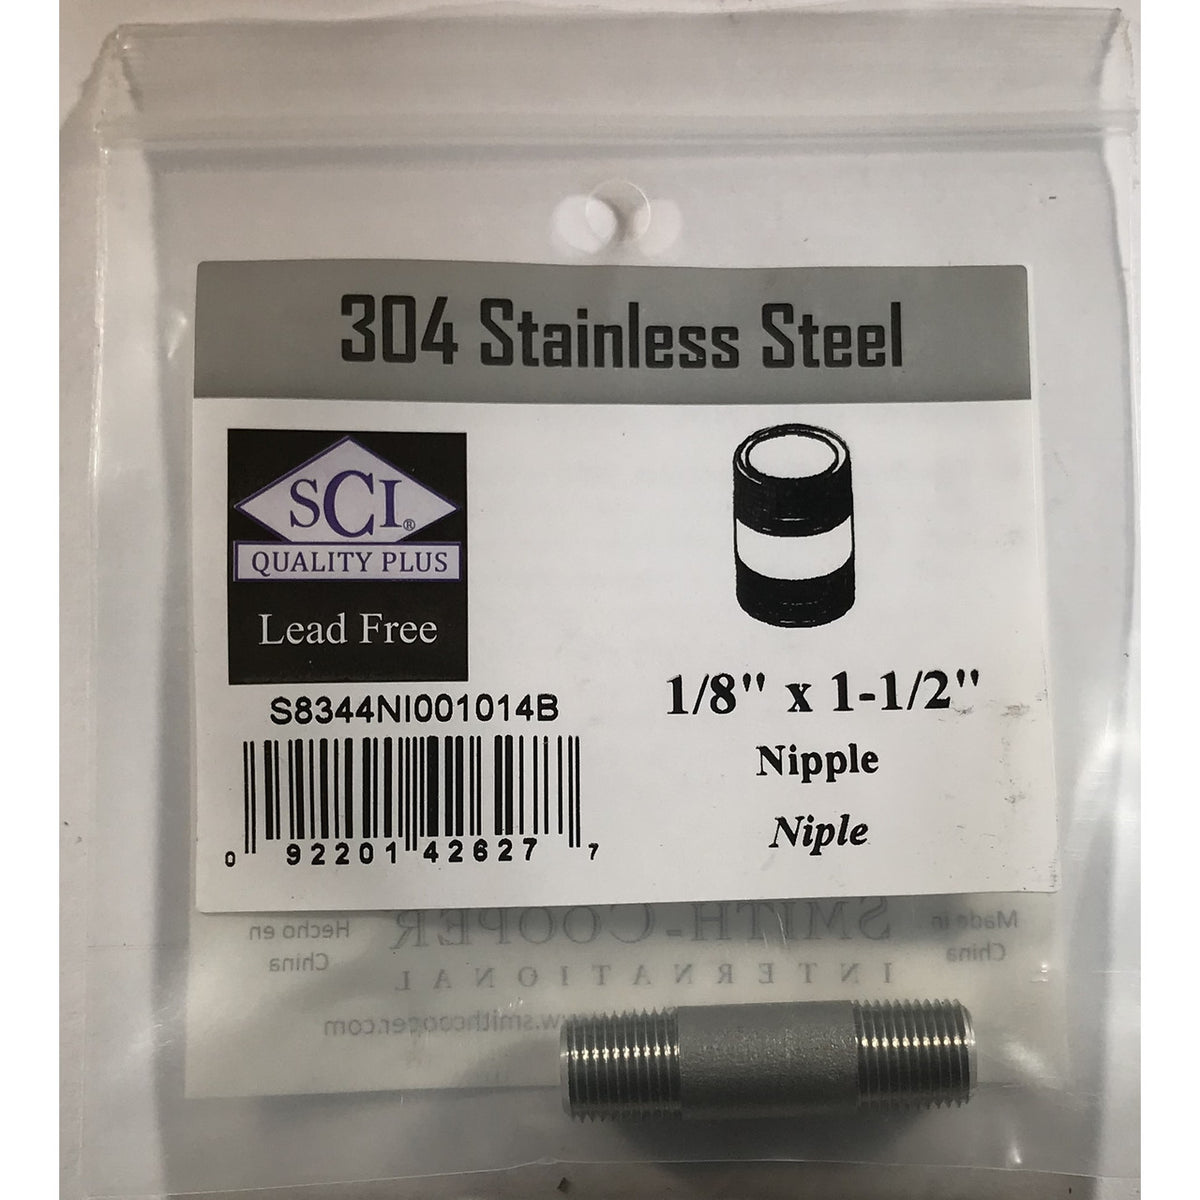 304 Stainless Steel
SCI®
QUALITY PLUS
Lead Free
S8344NI001014B
0 92201 42627 7
1/8" x 1-1/2"
Nipple
Niple
Made in
China
SMITH-COOPER
INTERNATIONAL
Hecho en
China
www.smithcooper.com